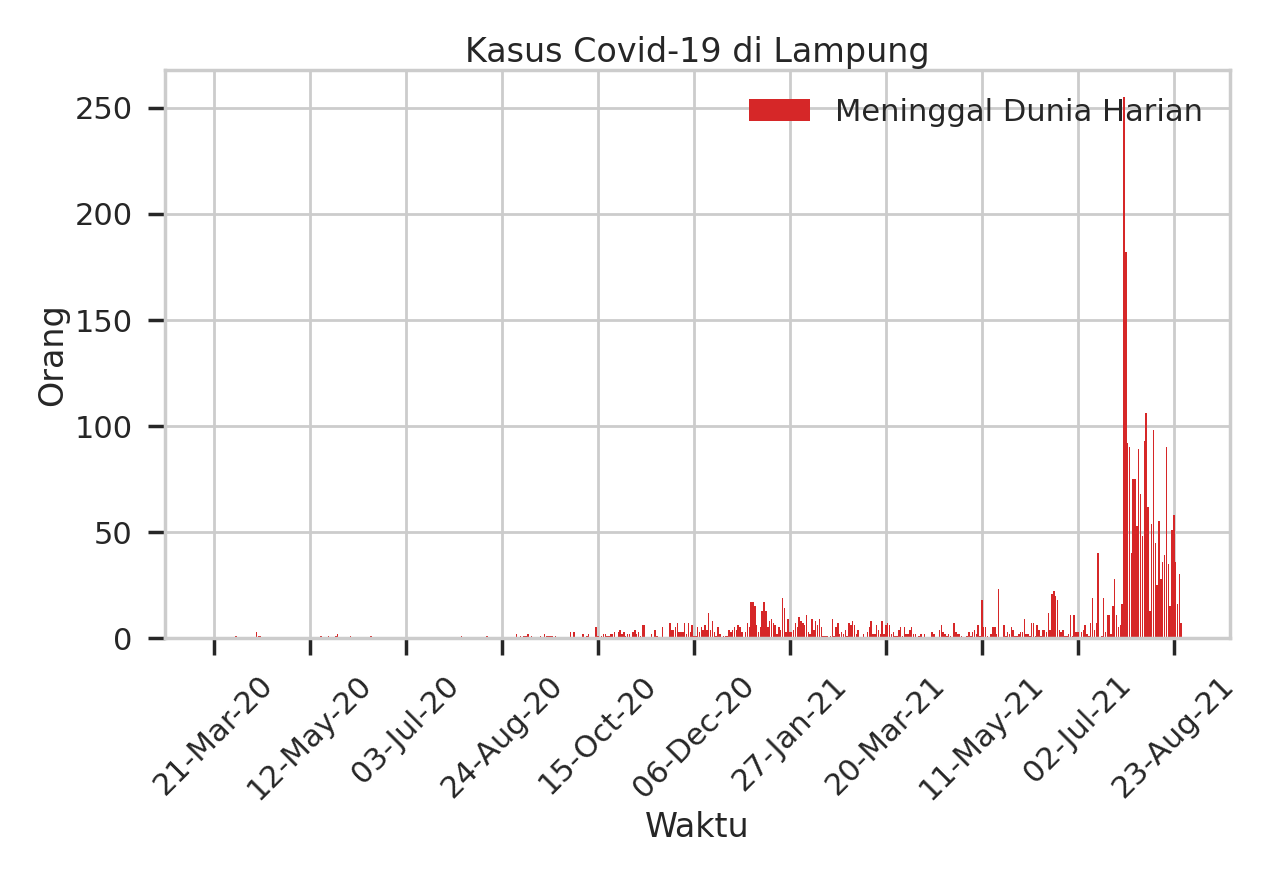 Kasus Covid-19 di Lampung
Meninggal Dunia Harian
Orang
250
200
150
100
50
0
21-Mar-20
12-May-20
03-Jul-20
24-Aug-20
15-Oct-20
06-Dec-20
27-Jan-21
20-Mar-21
11-May-21
02-Jul-21
23-Aug-21
Waktu